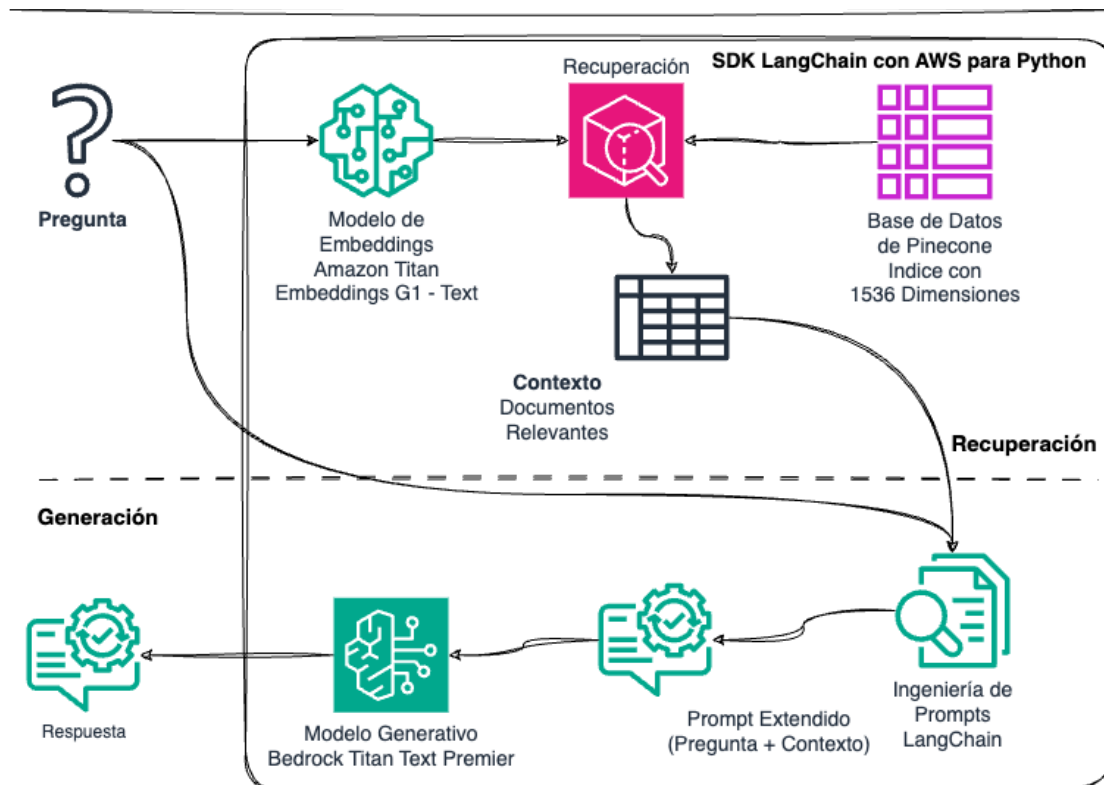 SDK LangChain con AWS para Python
Recuperación
Pregunta
Modelo de
Embeddings
Amazon Titan
Embeddings G1 - Text
Base de Datos
de Pinecone
Indice con
1536 Dimensiones
Contexto
Documentos
Relevantes
Recuperación
Generación
Respuesta
Modelo Generativo
Bedrock Titan Text Premier
Prompt Extendido
(Pregunta + Contexto)
Ingeniería de
Prompts
LangChain